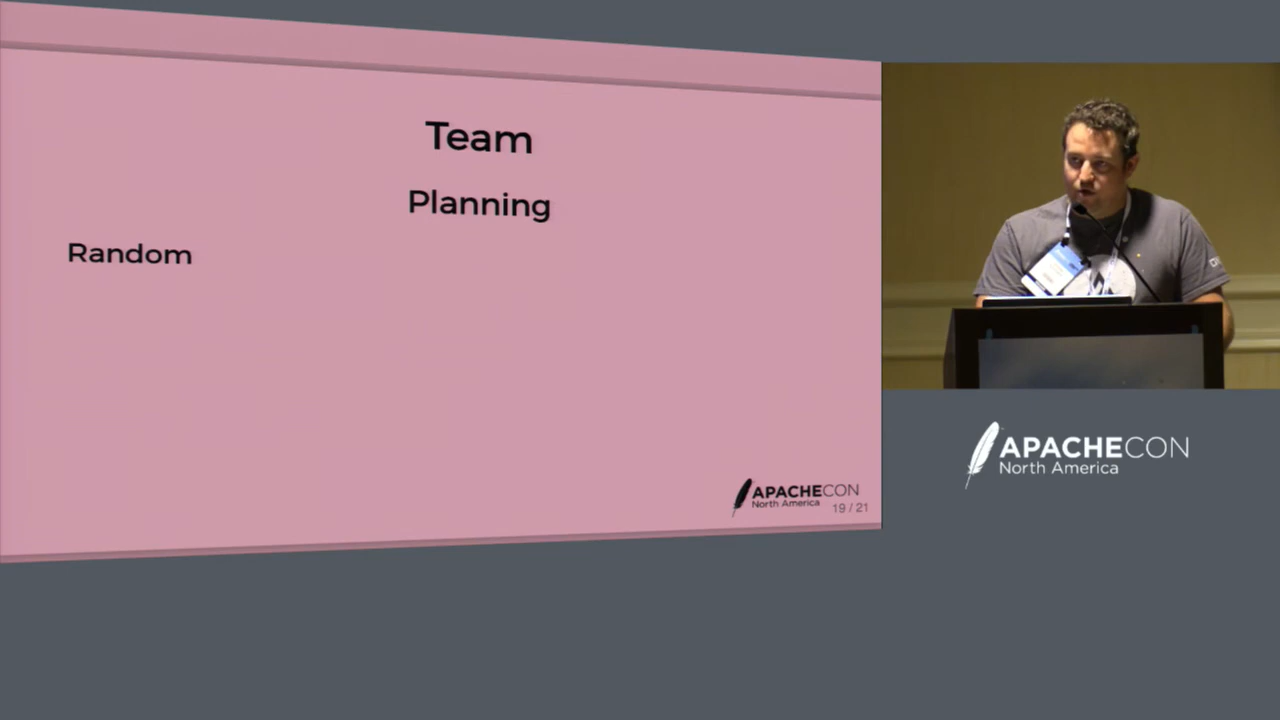 Team
Planning
Random
APACHECON
North America
19 / 21
APACHECON
North America